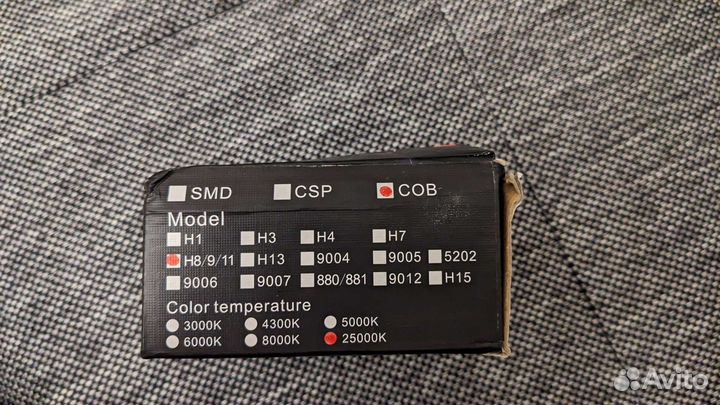 SMD CSP COB
Model
H1 H3 H4 H7
H8/9/11 H13 9004 9005 5202
9006 9007 880/881 9012 H15
Color temperature
3000K 4300K 5000K
6000K 8000K 25000K
Avito